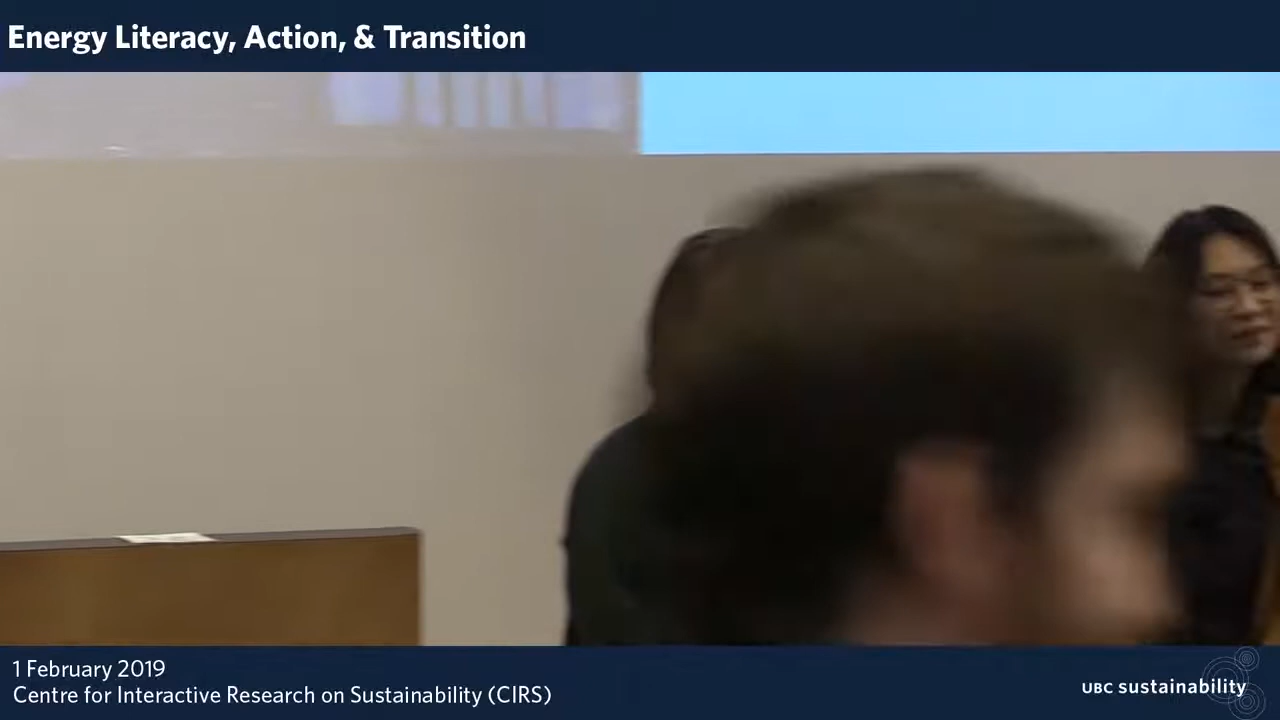 Energy Literacy, Action, & Transition
1 February 2019
Centre for Interactive Research on Sustainability (CIRS)
UBC sustainability